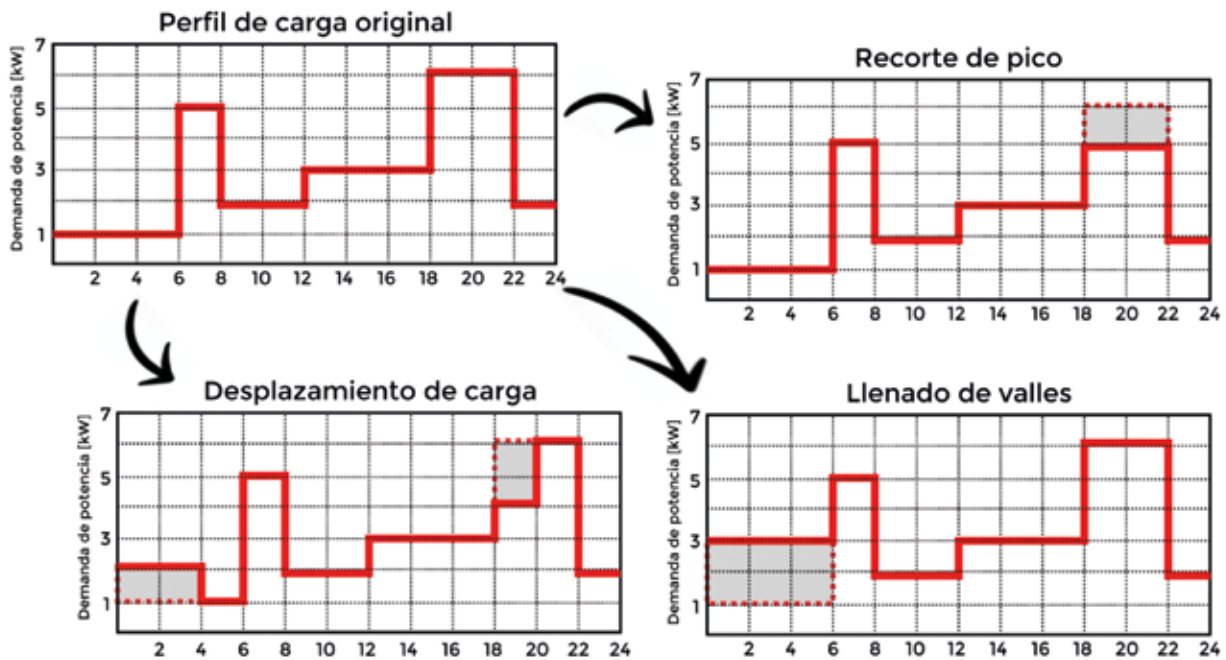 Perfil de carga original
Demanda de potencia [kW]
7
5
3
1
2 4 6 8 10 12 14 16 18 20 22 24
Recorte de pico
Demanda de potencia [kW]
7
5
3
1
2 4 6 8 10 12 14 16 18 20 22 24
Desplazamiento de carga
Demanda de potencia [kW]
7
5
3
1
2 4 6 8 10 12 14 16 18 20 22 24
Llenado de valles
Demanda de potencia [kW]
7
5
3
1
2 4 6 8 10 12 14 16 18 20 22 24